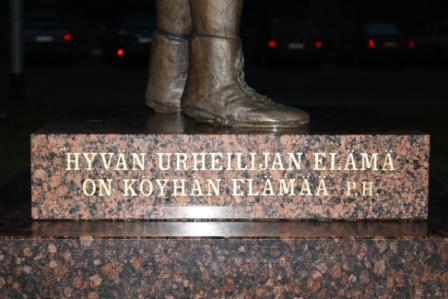 HYVÄN URHEILIJAN ELÄMÄ
ON KÖYHÄN ELÄMÄÄ P.H.